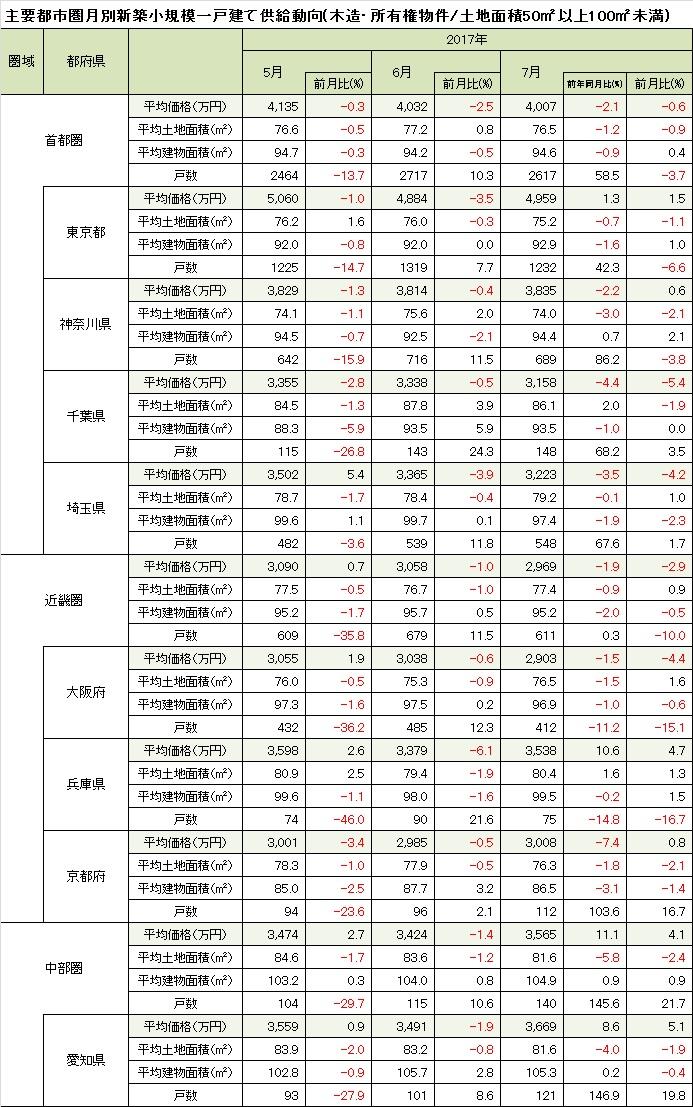 主要都市圏月別新築小規模一戸建て供給動向(木造・所有権物件/土地面積50㎡以上100㎡未満)
圏域 都府県 2017年
5月 前月比(%) 6月 前月比(%) 7月 前年同月比(%) 前月比(%)
首都圏
平均価格(万円) 4,135 -0.3 4,032 -2.5 4,007 -2.1 -0.6
平均土地面積(㎡) 76.6 -0.5 77.2 0.8 76.5 -1.2 -0.9
平均建物面積(㎡) 94.7 -0.3 94.2 -0.5 94.6 -0.9 0.4
戸数 2464 -13.7 2717 10.3 2617 58.5 -3.7
東京都
平均価格(万円) 5,060 -1.0 4,884 -3.5 4,959 1.3 1.5
平均土地面積(㎡) 76.2 1.6 76.0 -0.3 75.2 -0.7 -1.1
平均建物面積(㎡) 92.0 -0.8 92.0 0.0 92.9 -1.6 1.0
戸数 1225 -14.7 1319 7.7 1232 42.3 -6.6
神奈川県
平均価格(万円) 3,829 -1.3 3,814 -0.4 3,835 -2.2 0.6
平均土地面積(㎡) 74.1 -1.1 75.6 2.0 74.0 -3.0 -2.1
平均建物面積(㎡) 94.5 -0.7 92.5 -2.1 94.4 0.7 2.1
戸数 642 -15.9 716 11.5 689 86.2 -3.8
千葉県
平均価格(万円) 3,355 -2.8 3,338 -0.5 3,158 -4.4 -5.4
平均土地面積(㎡) 84.5 -1.3 87.8 3.9 86.1 2.0 -1.9
平均建物面積(㎡) 88.3 -5.9 93.5 5.9 93.5 -1.0 0.0
戸数 115 -26.8 143 24.3 148 68.2 3.5
埼玉県
平均価格(万円) 3,502 5.4 3,365 -3.9 3,223 -3.5 -4.2
平均土地面積(㎡) 78.7 -1.7 78.4 -0.4 79.2 -0.1 1.0
平均建物面積(㎡) 99.6 1.1 99.7 0.1 97.4 -1.9 -2.3
戸数 482 -3.6 539 11.8 548 67.6 1.7
近畿圏
平均価格(万円) 3,090 0.7 3,058 -1.0 2,969 -1.9 -2.9
平均土地面積(㎡) 77.5 -0.5 76.7 -1.0 77.4 -0.9 0.9
平均建物面積(㎡) 95.2 -1.7 95.7 0.5 95.2 -2.0 -0.5
戸数 609 -35.8 679 11.5 611 0.3 -10.0
大阪府
平均価格(万円) 3,055 1.9 3,038 -0.6 2,903 -1.5 -4.4
平均土地面積(㎡) 76.0 -0.5 75.3 -0.9 76.5 -1.5 1.6
平均建物面積(㎡) 97.3 -1.6 97.5 0.2 96.9 -1.0 -0.6
戸数 432 -36.2 485 12.3 412 -11.2 -15.1
兵庫県
平均価格(万円) 3,598 2.6 3,379 -6.1 3,538 10.6 4.7
平均土地面積(㎡) 80.9 2.5 79.4 -1.9 80.4 1.6 1.3
平均建物面積(㎡) 99.6 -1.1 98.0 -1.6 99.5 -0.2 1.5
戸数 74 -46.0 90 21.6 75 -14.8 -16.7
京都府
平均価格(万円) 3,001 -3.4 2,985 -0.5 3,008 -7.4 0.8
平均土地面積(㎡) 78.3 -1.0 77.9 -0.5 76.3 -1.8 -2.1
平均建物面積(㎡) 85.0 -2.5 87.7 3.2 86.5 -3.1 -1.4
戸数 94 -23.6 96 2.1 112 103.6 16.7
中部圏
平均価格(万円) 3,474 2.7 3,424 -1.4 3,565 11.1 4.1
平均土地面積(㎡) 84.6 -1.7 83.6 -1.2 81.6 -5.8 -2.4
平均建物面積(㎡) 103.2 0.3 104.0 0.8 104.9 0.9 0.9
戸数 104 -29.7 115 10.6 140 145.6 21.7
愛知県
平均価格(万円) 3,559 0.9 3,491 -1.9 3,669 8.6 5.1
平均土地面積(㎡) 83.9 -2.0 83.2 -0.8 81.6 -4.0 -1.9
平均建物面積(㎡) 102.8 -0.9 105.7 2.8 105.3 0.2 -0.4
戸数 93 -27.9 101 8.6 121 146.9 19.8